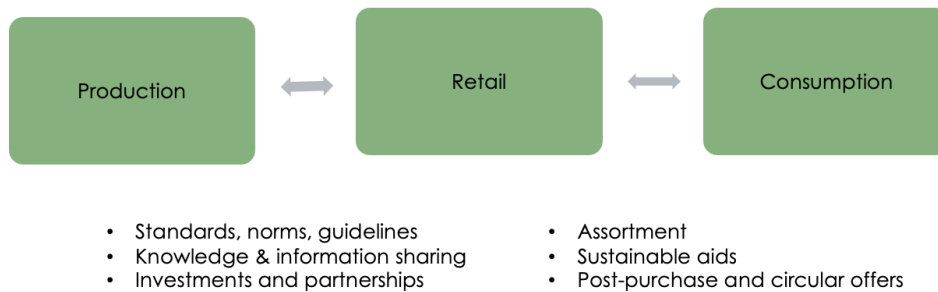 Production
Retail
Consumption
• Standards, norms, guidelines
• Knowledge & information sharing
• Investments and partnerships
• Assortment
• Sustainable aids
• Post-purchase and circular offers